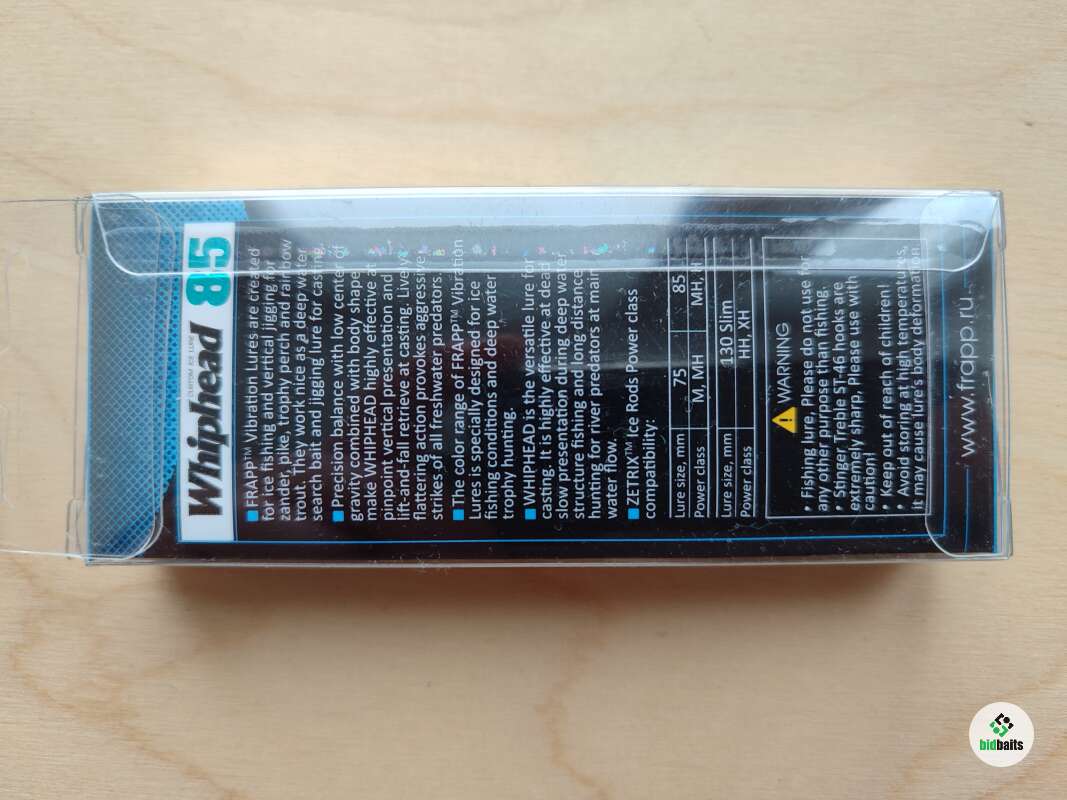 Whiphead 85
CUSTOM ICE LURE
FRAPP™ Vibration Lures are created
for ice fishing and vertical jigging for
zander, pike, trophy perch and rainbow
trout. They work nice as a deep water
search bait and jigging lure for casting.
Precision balance with low center of
gravity combined with body shape
make WHIPHEAD highly effective at
pinpoint vertical presentation and
lift-and-fall retrieve at casting. Live
flattering action provokes aggressive
strikes of all freshwater predators.
The color range of FRAPP™ Vibration
Lures is specially designed for ice
fishing conditions and deep water
trophy hunting.
WHIPHEAD is the versatile lure for
casting. It is highly effective at dead
slow presentation during deep water
structure fishing and long distance
hunting for river predators at main
water flow.
ZETRIX™ Ice Rods Power class
compatibility:
Lure size, mm 75 85
Power class M, MH MH, H
Lure size, mm 130 Slim
Power class HH, XH
WARNING
• Fishing lure. Please do not use for
any other purpose than fishing.
• Stinger Treble ST-46 hooks are
extremely sharp. Please use with
caution!
• Keep out of reach of children!
• Avoid storing at high temperatures,
it may cause lure's body deformation
www.frapp.ru
bidbaits